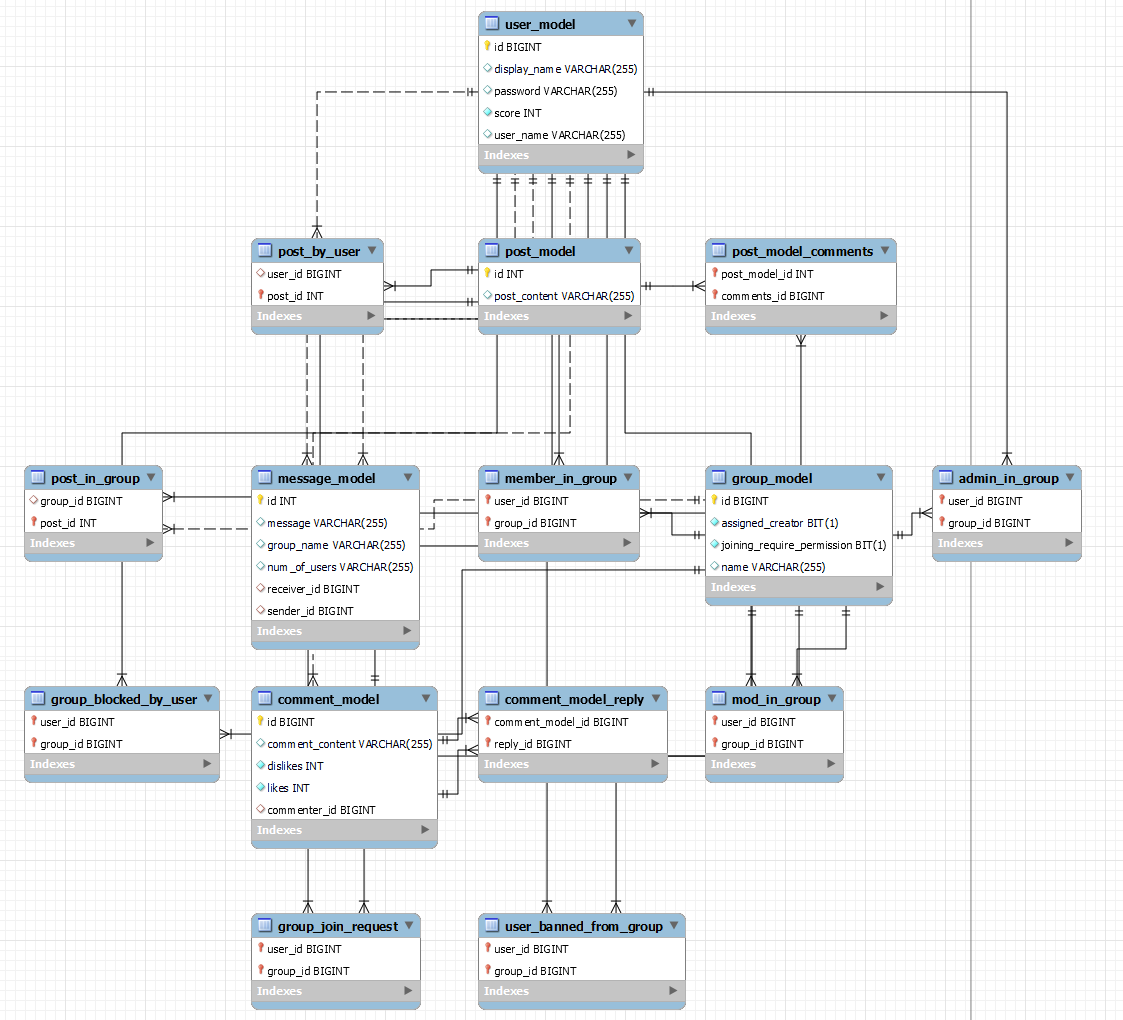 user_model
id BIGINT
display_name VARCHAR(255)
password VARCHAR(255)
score INT
user_name VARCHAR(255)
Indexes
post_by_user
user_id BIGINT
post_id INT
Indexes
post_model
id INT
post_content VARCHAR(255)
Indexes
post_model_comments
post_model_id INT
comments_id BIGINT
Indexes
post_in_group
group_id BIGINT
post_id INT
Indexes
message_model
id INT
message VARCHAR(255)
group_name VARCHAR(255)
num_of_users VARCHAR(255)
receiver_id BIGINT
sender_id BIGINT
Indexes
member_in_group
user_id BIGINT
group_id BIGINT
Indexes
group_model
id BIGINT
assigned_creator BIT(1)
joining_require_permission BIT(1)
name VARCHAR(255)
Indexes
admin_in_group
user_id BIGINT
group_id BIGINT
Indexes
group_blocked_by_user
user_id BIGINT
group_id BIGINT
Indexes
comment_model
id BIGINT
comment_content VARCHAR(255)
dislikes INT
likes INT
commenter_id BIGINT
Indexes
comment_model_reply
comment_model_id BIGINT
reply_id BIGINT
Indexes
mod_in_group
user_id BIGINT
group_id BIGINT
Indexes
group_join_request
user_id BIGINT
group_id BIGINT
Indexes
user_banned_from_group
user_id BIGINT
group_id BIGINT
Indexes